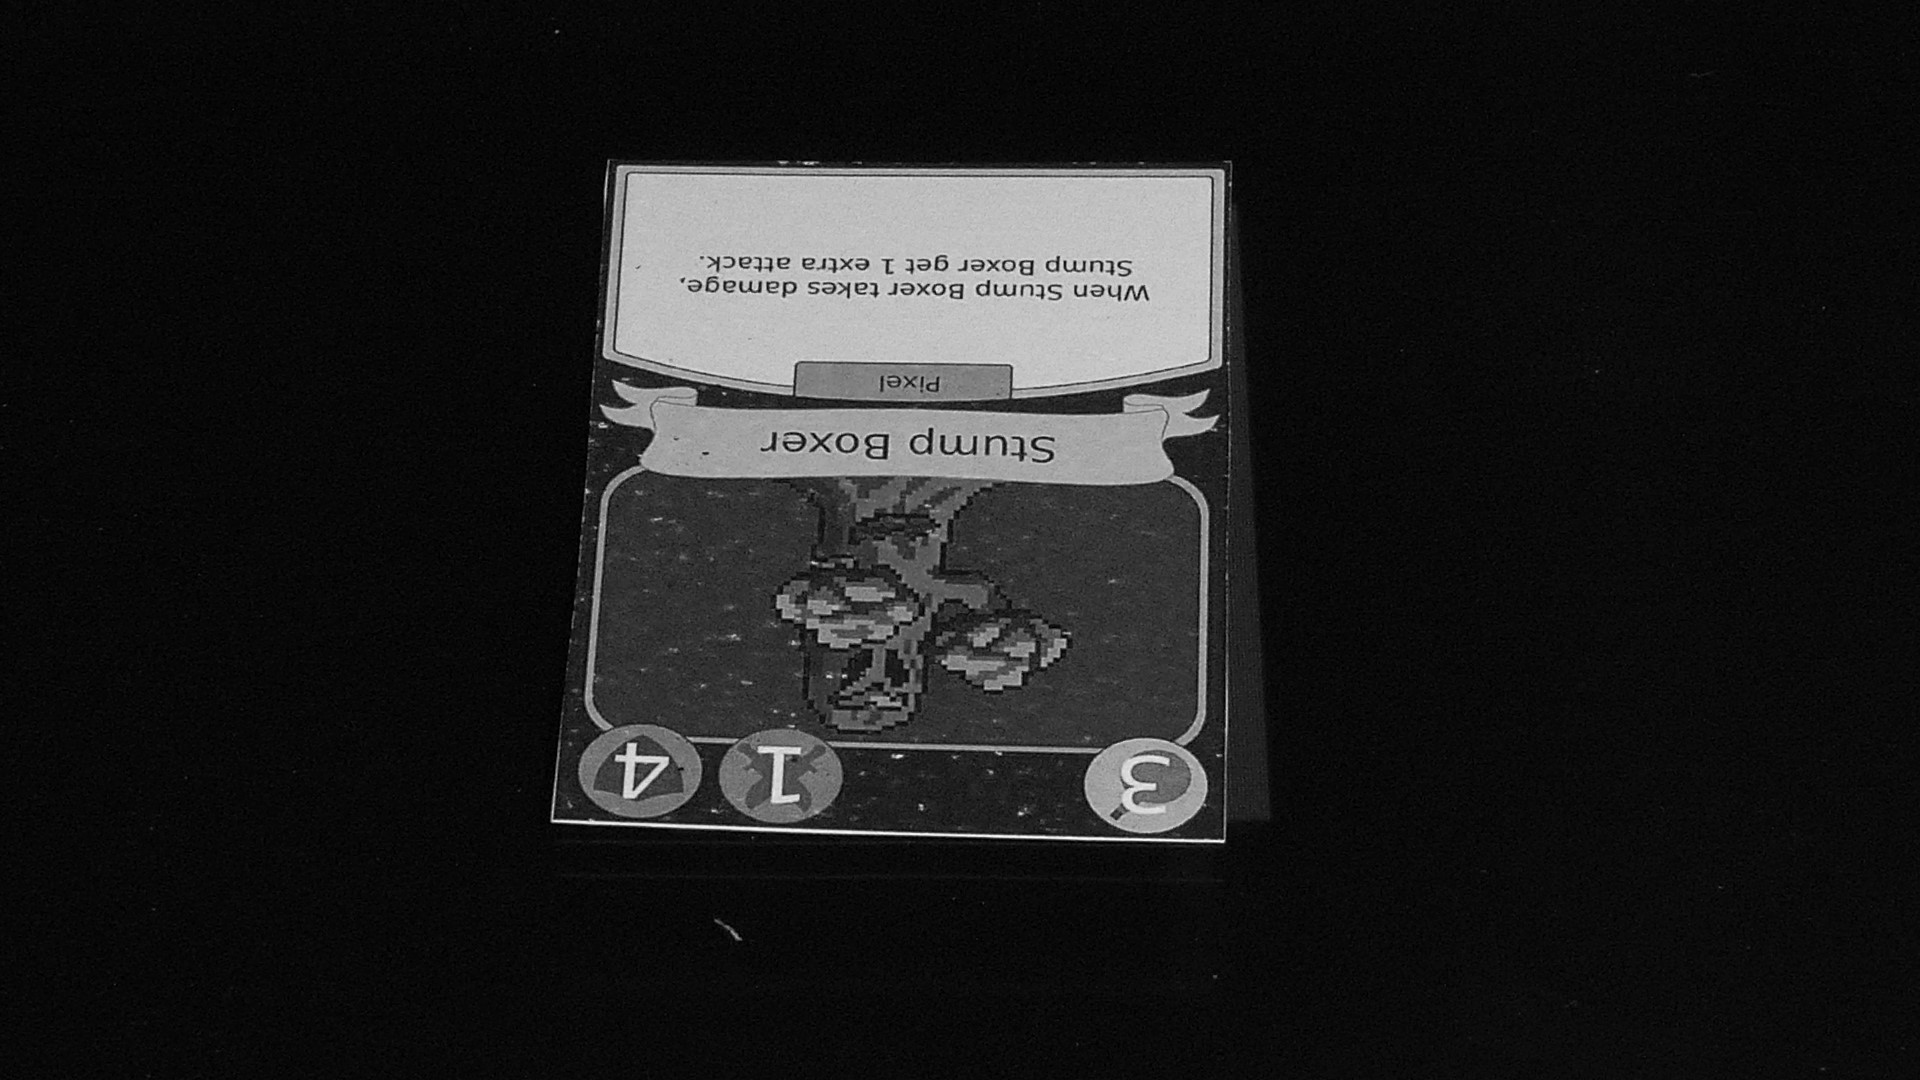 3 1 4
Stump Boxer
Pixel
When Stump Boxer takes damage,
Stump Boxer get 1 extra attack.